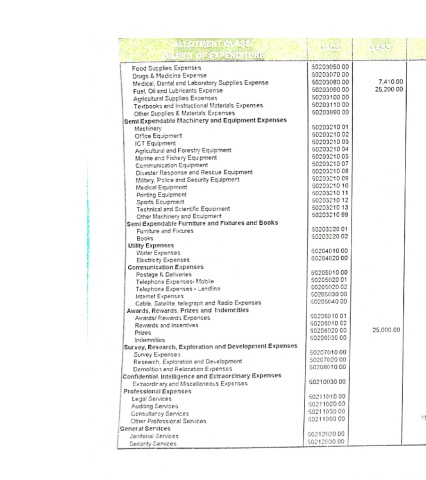 ALLOTMENT CLASS/
OBJECT OF EXPENDITURE
Food Supplies Expenses 50203050 00
Drugs & Medicine Expense 50203070 00
Medical, Dental and Laboratory Supplies Expense 50203080 00 7,410.00
Fuel, Oil and Lubricants Expense 50203090 00 25,200.00
Agricultural Supplies Expenses 50203100 00
Textbooks and Instructional Materials Expenses 50203110 00
Other Supplies & Materials Expenses 50203990 00
Semi Expendable Machinery and Equipment Expenses
Machinery 50203210 01
Office Equipment 50203210 02
ICT Equipment 50203210 03
Agricultural and Forestry Equipment 50203210 04
Marine and Fishery Equipment 50203210 05
Communication Equipment 50203210 07
Disaster Response and Rescue Equipment 50203210 08
Military, Police and Security Equipment 50203210 09
Medical Equipment 50203210 10
Printing Equipment 50203210 11
Sports Equipment 50203210 12
Technical and Scientific Equipment 50203210 13
Other Machinery and Equipment 50203210 99
Semi Expendable Furniture and Fixtures and Books
Furniture and Fixtures 50203220 01
Books 50203220 02
Utility Expenses
Water Expenses 50204010 00
Electricity Expenses 50204020 00
Communication Expenses
Postage & Deliveries 50205010 00
Telephone Expenses- Mobile 50205020 01
Telephone Expenses - Landline 50205020 02
Internet Expenses 50205030 00
Cable, Satellite, telegraph and Radio Expenses 50205040 00
Awards, Rewards, Prizes and Indemnities
Awards/ Rewards Expenses 50206010 01
Rewards and Incentives 50206010 02
Prizes 50206020 00 25,000.00
Indemnities 50206030 00
Survey, Research, Exploration and Development Expenses
Survey Expenses 50207010 00
Research, Exploration and Development 50207020 00
Demolition and Relocation Expenses 50208010 00
Confidential, Intelligence and Extraordinary Expenses
Extraordinary and Miscellaneous Expenses 50210030 00
Professional Expenses
Legal Services 50211010 00
Auditing Services 50211020 00
Consultancy Services 50211030 00
Other Professional Services 50211990 00
General Services
Janitorial Services 50212020 00
Security Services 50212030 00